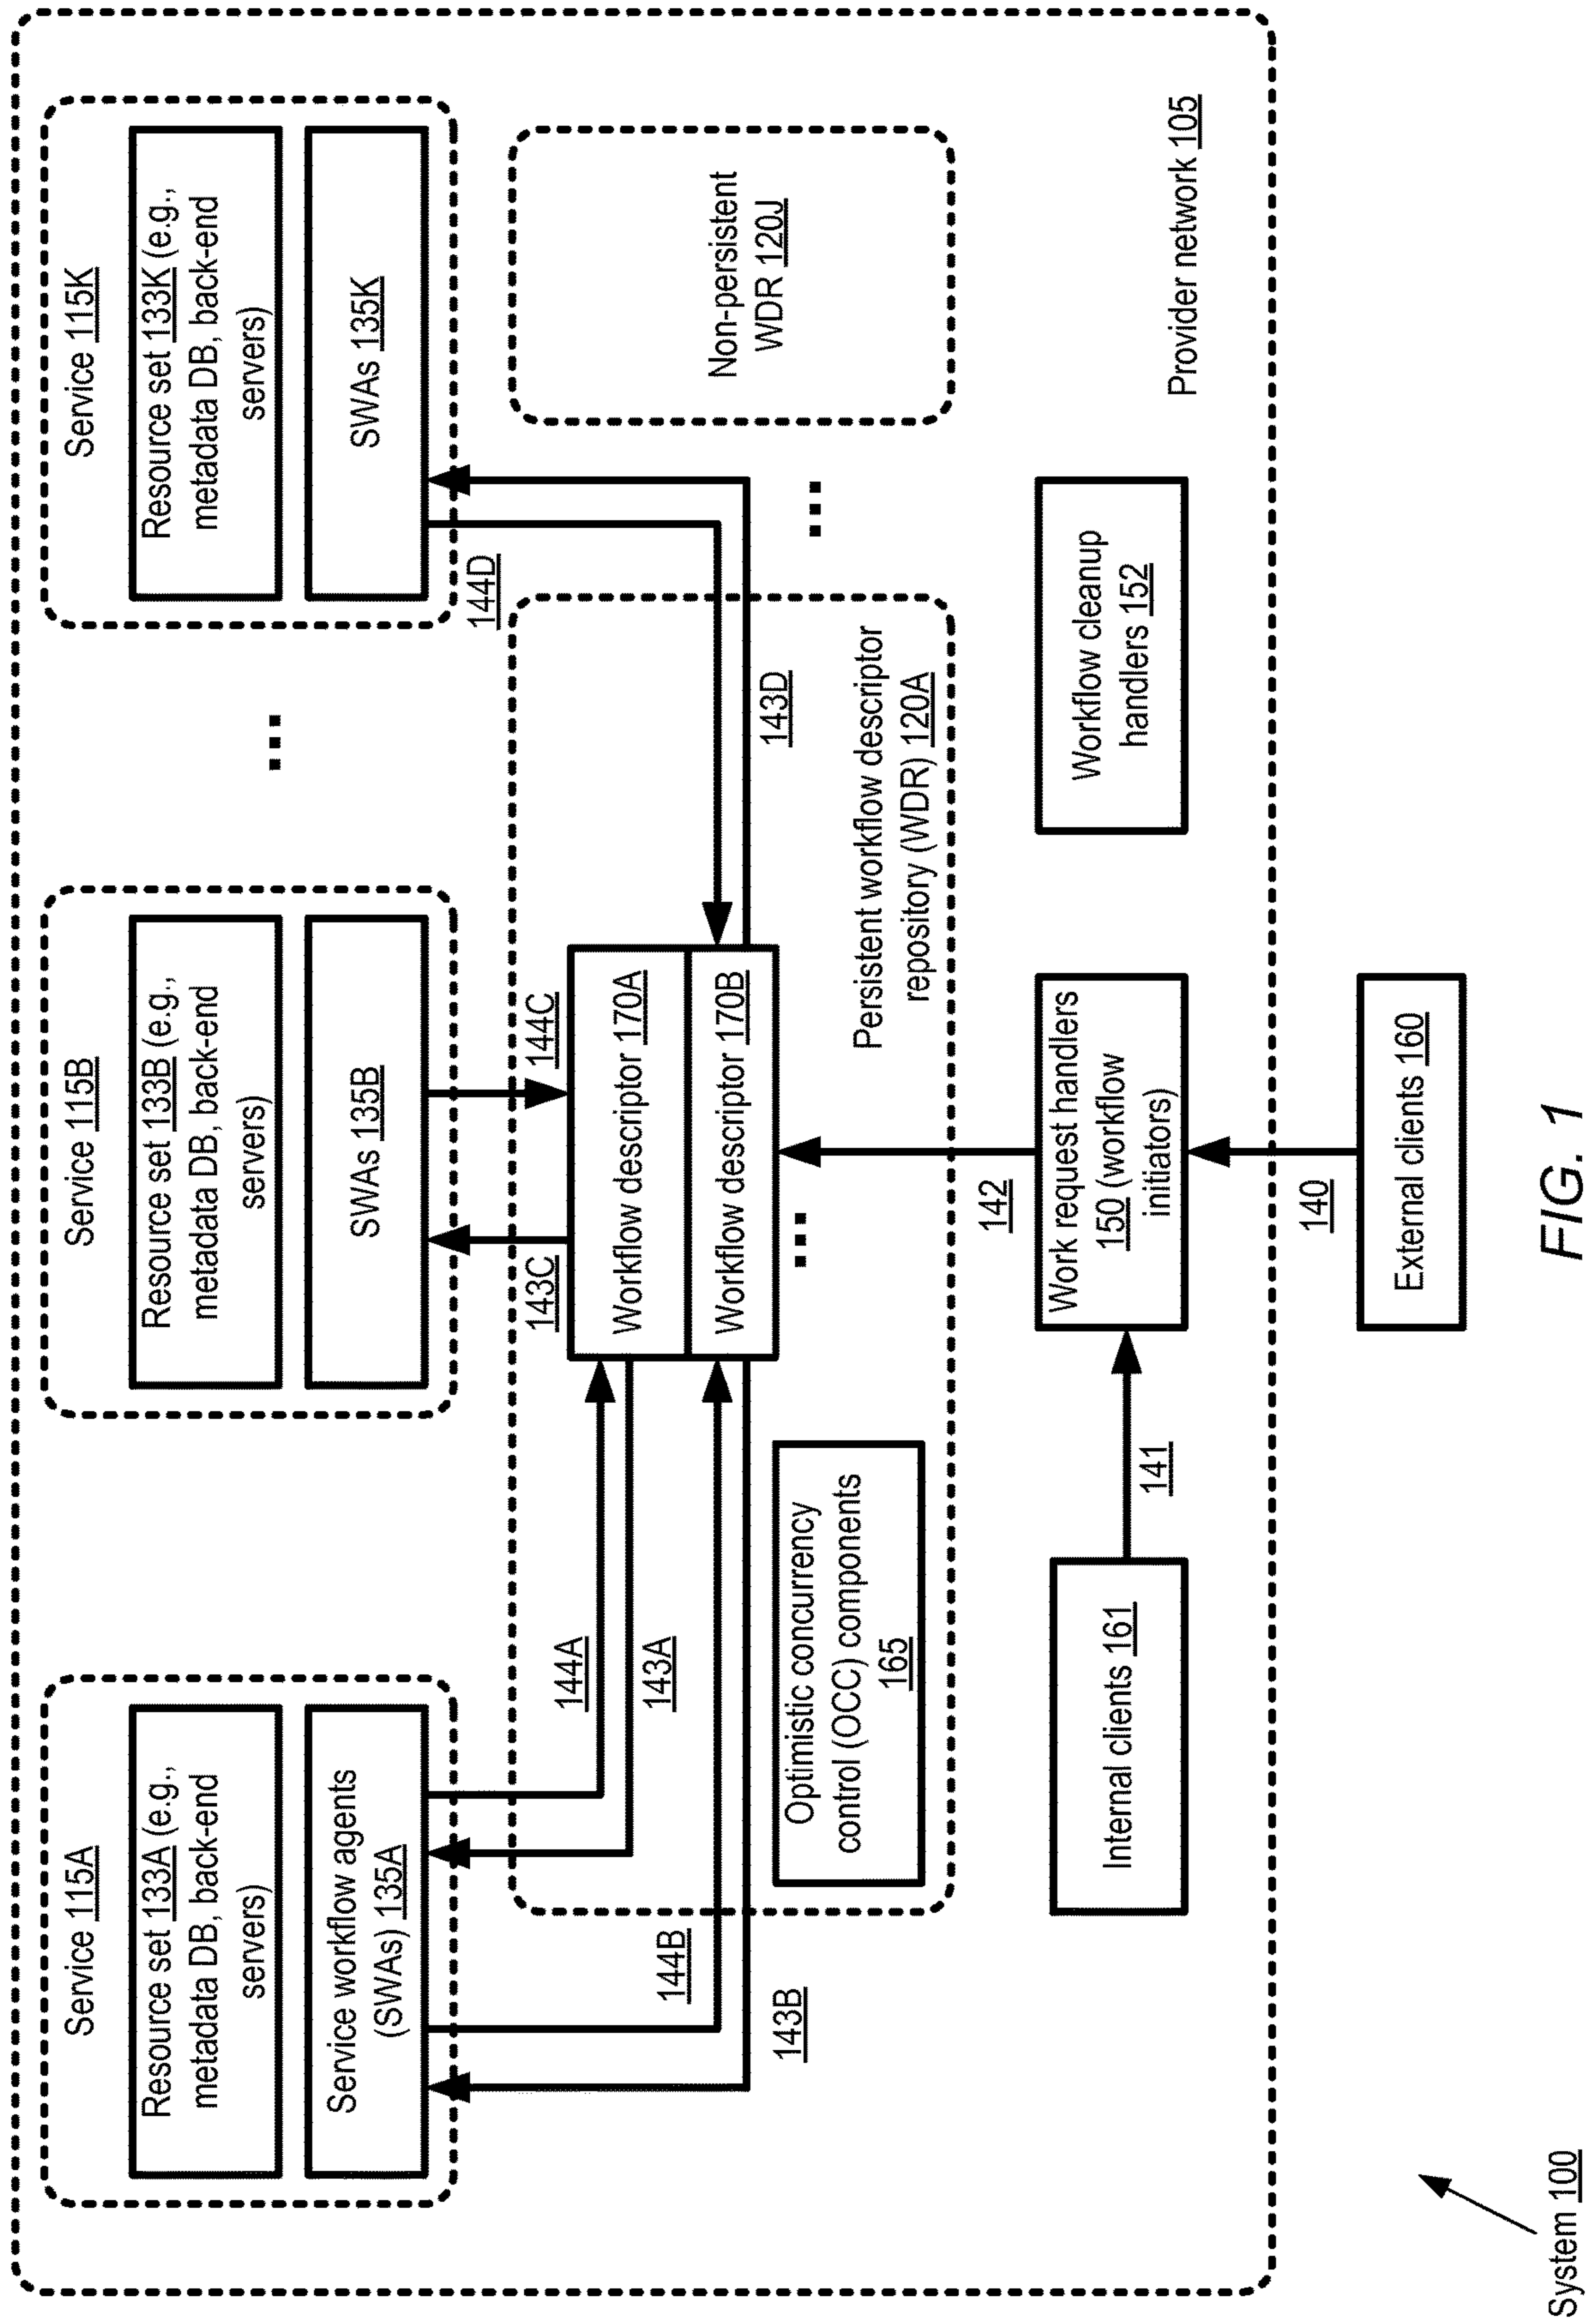 Service 115A
Resource set 133A (e.g.,
metadata DB, back-end
servers)
Service workflow agents
(SWAs) 135A
Service 115B
Resource set 133B (e.g.,
metadata DB, back-end
servers)
SWAs 135B
...
Service 115K
Resource set 133K (e.g.,
metadata DB, back-end
servers)
SWAs 135K
144A
143A
144B
143B
143C
144C
144D
143D
Workflow descriptor 170A
Workflow descriptor 170B
...
Optimistic concurrency
control (OCC) components
165
Persistent workflow descriptor
repository (WDR) 120A
...
Non-persistent
WDR 120J
142
Internal clients 161
141
Work request handlers
150 (workflow
initiators)
Workflow cleanup
handlers 152
Provider network 105
140
External clients 160
System 100
FIG. 1